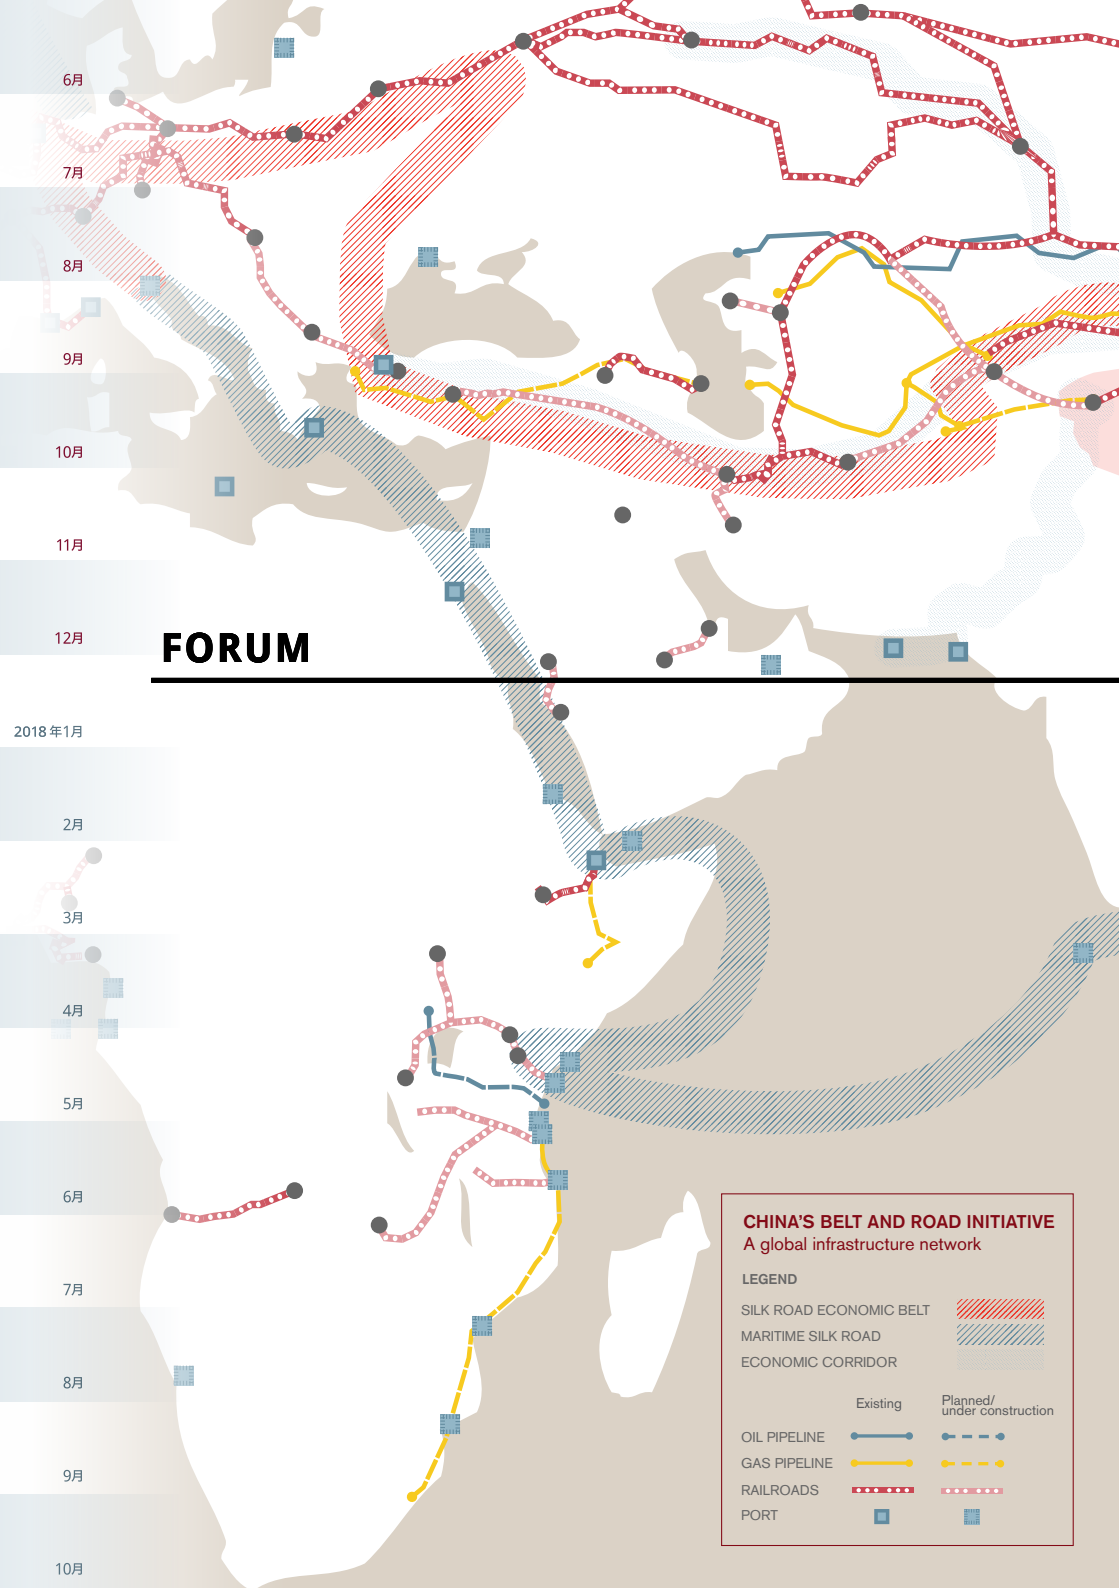 6月
7月
8月
9月
10月
11月
12月
FORUM
2018年1月
2月
3月
4月
5月
6月
7月
8月
9月
10月
CHINA'S BELT AND ROAD INITIATIVE
A global infrastructure network
LEGEND
SILK ROAD ECONOMIC BELT
MARITIME SILK ROAD
ECONOMIC CORRIDOR
Existing Planned/
under construction
OIL PIPELINE
GAS PIPELINE
RAILROADS
PORT